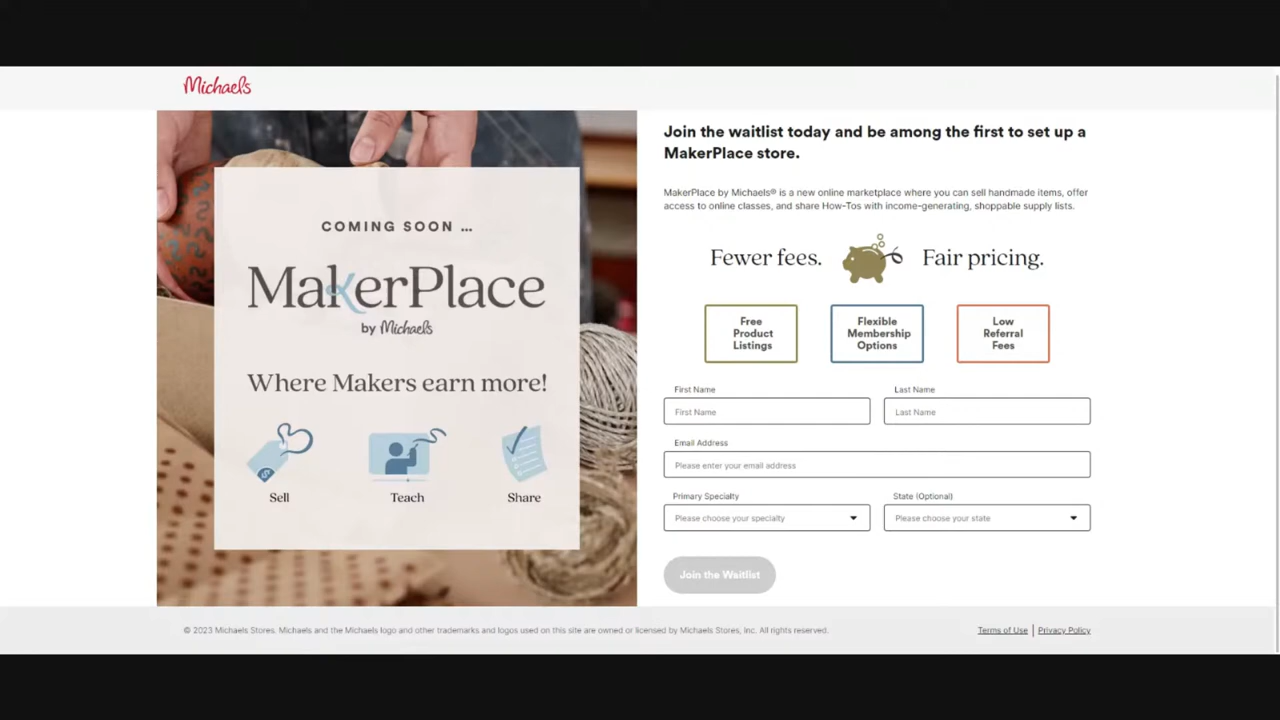 Michaels
COMING SOON ...
MakerPlace
by Michaels
Where Makers earn more!
$
Sell
Teach
Share
Join the waitlist today and be among the first to set up a
MakerPlace store.
MakerPlace by Michaels® is a new online marketplace where you can sell handmade items, offer
access to online classes, and share How-Tos with income-generating, shoppable supply lists.
Fewer fees. Fair pricing.
Free
Product
Listings
Flexible
Membership
Options
Low
Referral
Fees
First Name
First Name
Last Name
Last Name
Email Address
Please enter your email address
Primary Specialty
Please choose your specialty
State (Optional)
Please choose your state
Join the Waitlist
© 2023 Michaels Stores. Michaels and the Michaels logo and other trademarks and logos used on this site are owned or licensed by Michaels Stores, Inc. All rights reserved.
Terms of Use | Privacy Policy